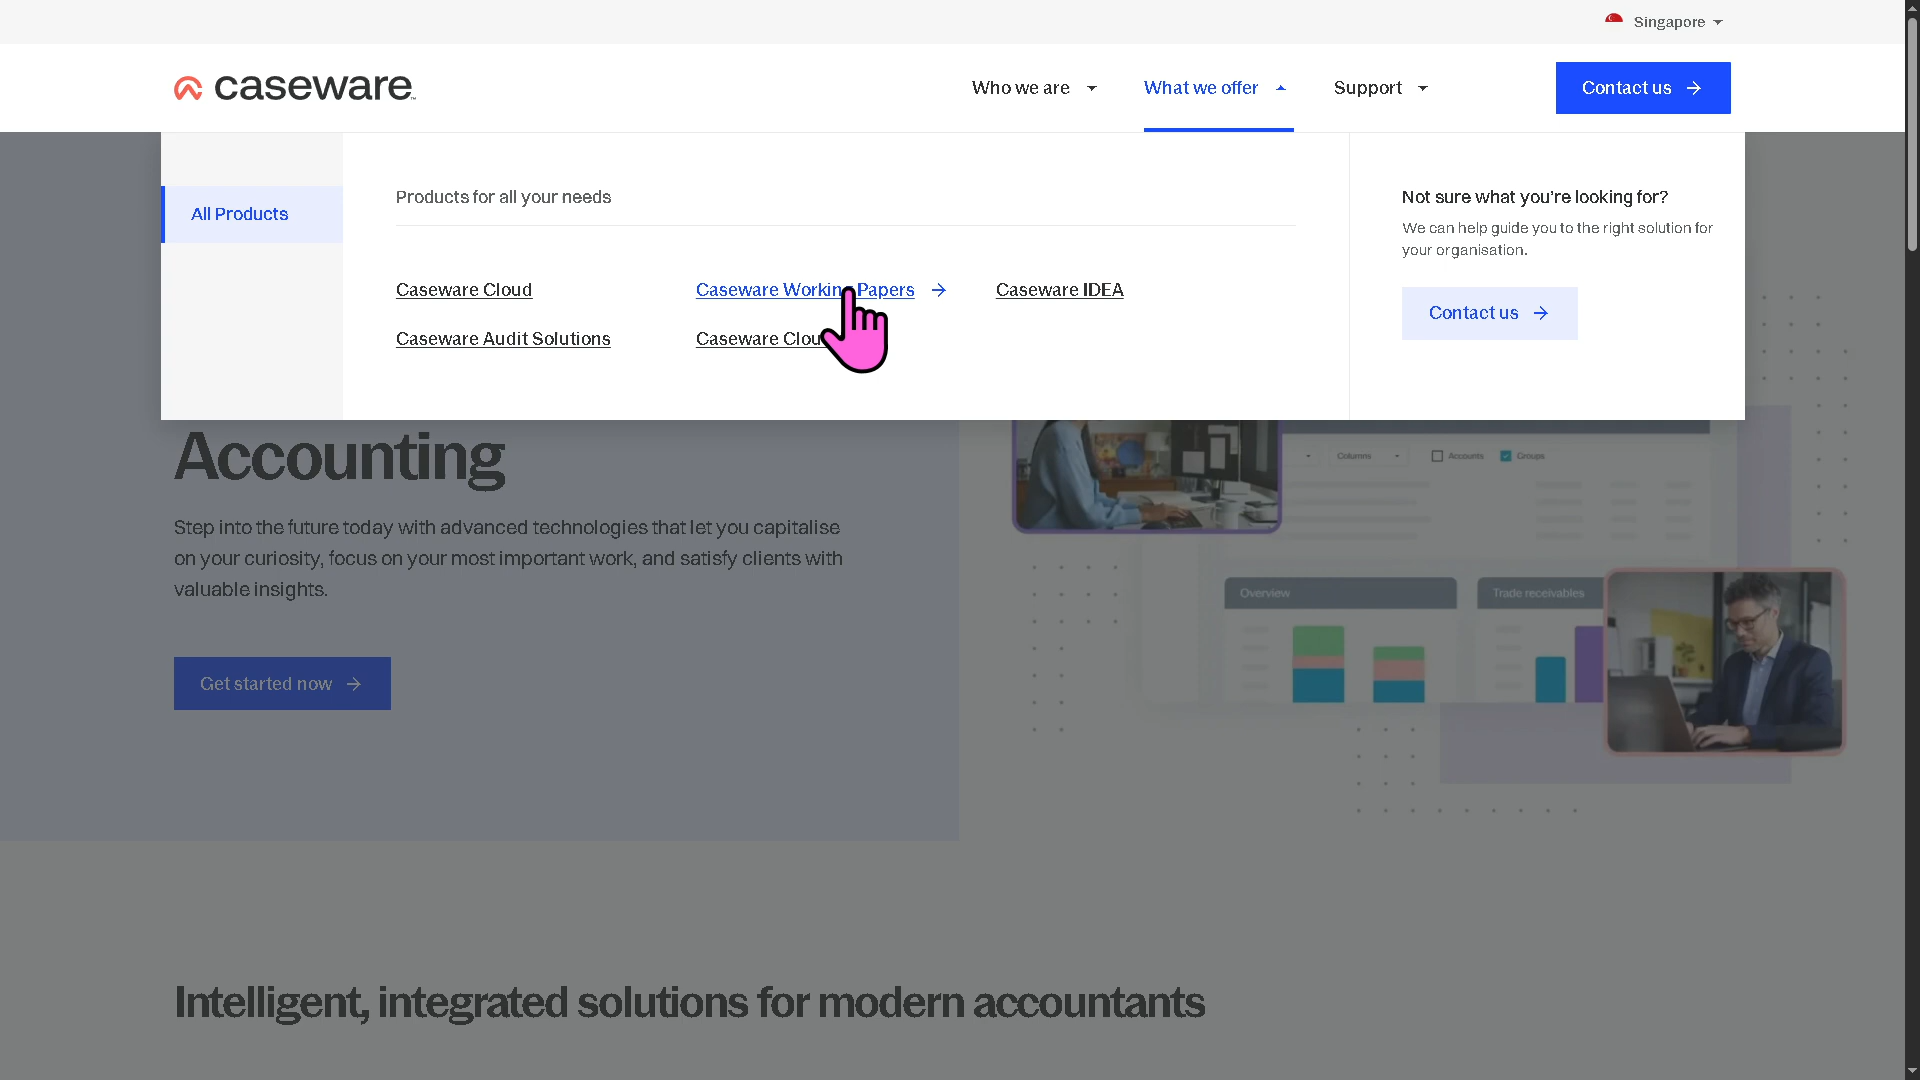 Singapore
caseware
Who we are
What we offer
Support
Contact us
All Products
Products for all your needs
Caseware Cloud
Caseware Working Papers
Caseware IDEA
Caseware Audit Solutions
Caseware
Not sure what you're looking for?
We can help guide you to the right solution for
your organisation.
Contact us
Accounting
Step into the future today with advanced technologies that let you capitalise
on your curiosity, focus on your most important work, and satisfy clients with
valuable insights.
Get started now
Columns
Accounts
Groups
Overview
Trade receivables
Intelligent, integrated solutions for modern accountants